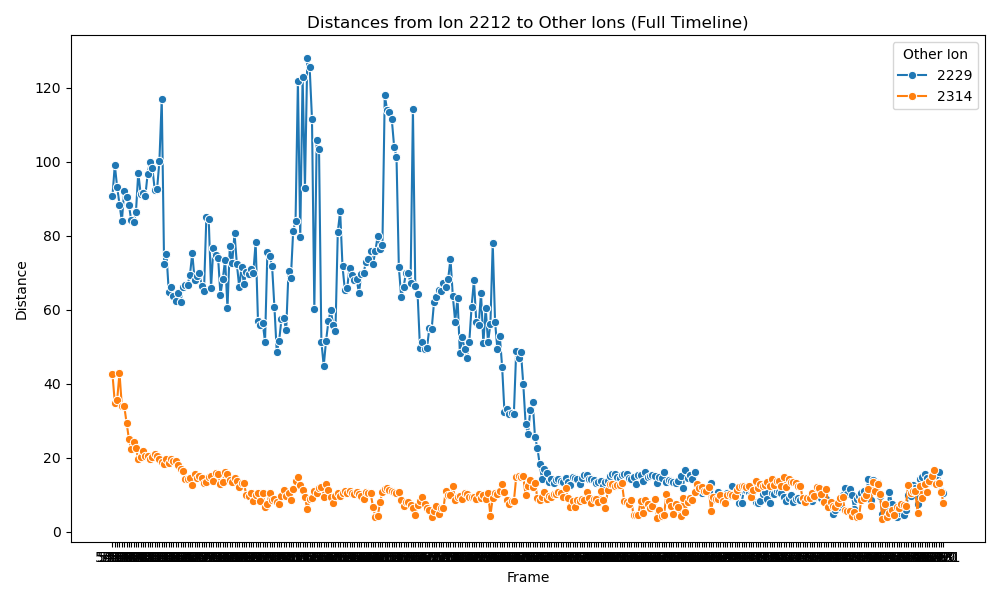 Distances from Ion 2212 to Other Ions (Full Timeline)
Other Ion
2229
2314
120
100
80
60
40
20
0
Distance
Frame